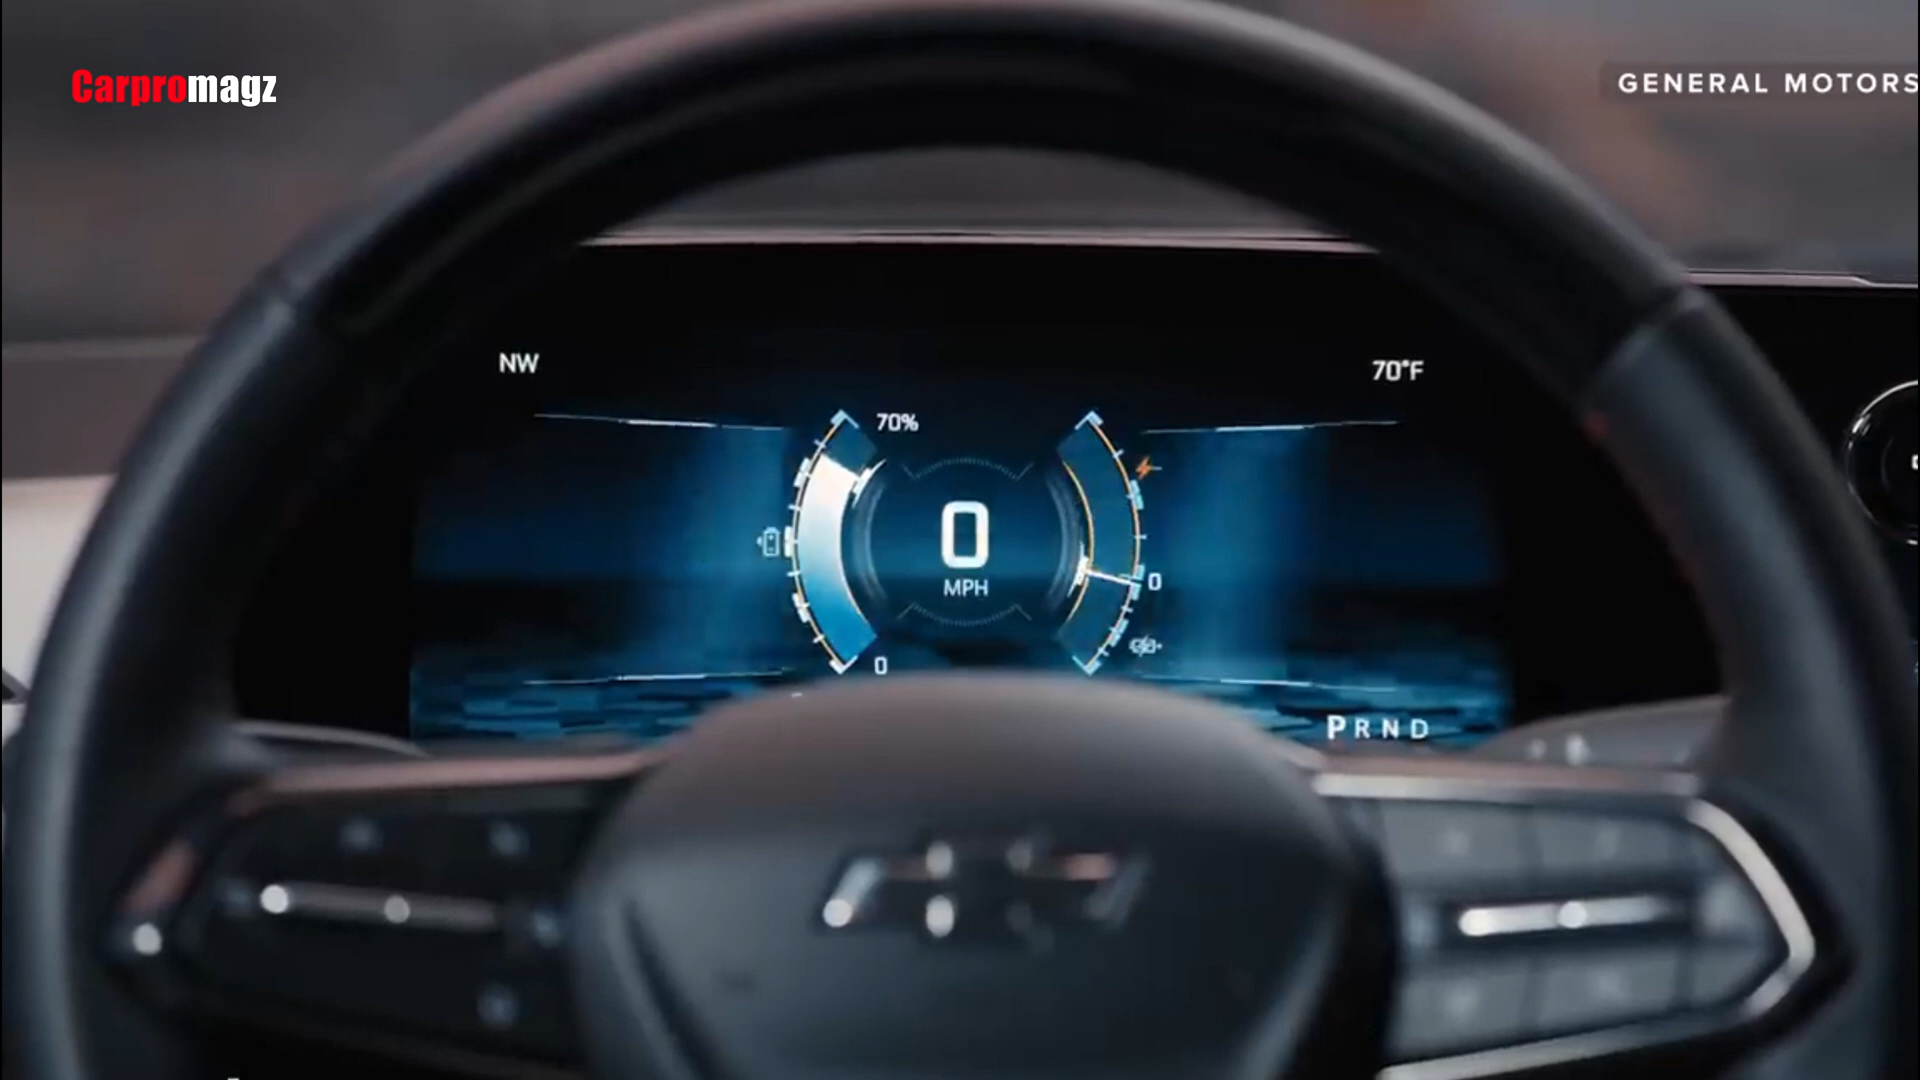 Carpromagz
GENERAL MOTORS
NW
70°F
70%
0
MPH
0
0
PRND